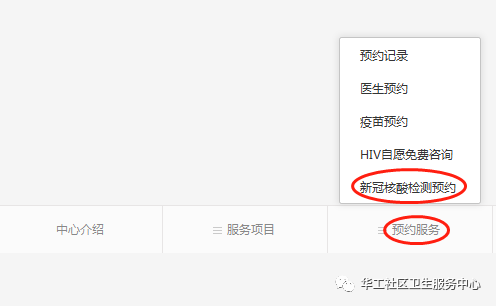 预约记录
医生预约
疫苗预约
HIV自愿免费咨询
新冠核酸检测预约
中心介绍
服务项目
预约服务
华工社区卫生服务中心